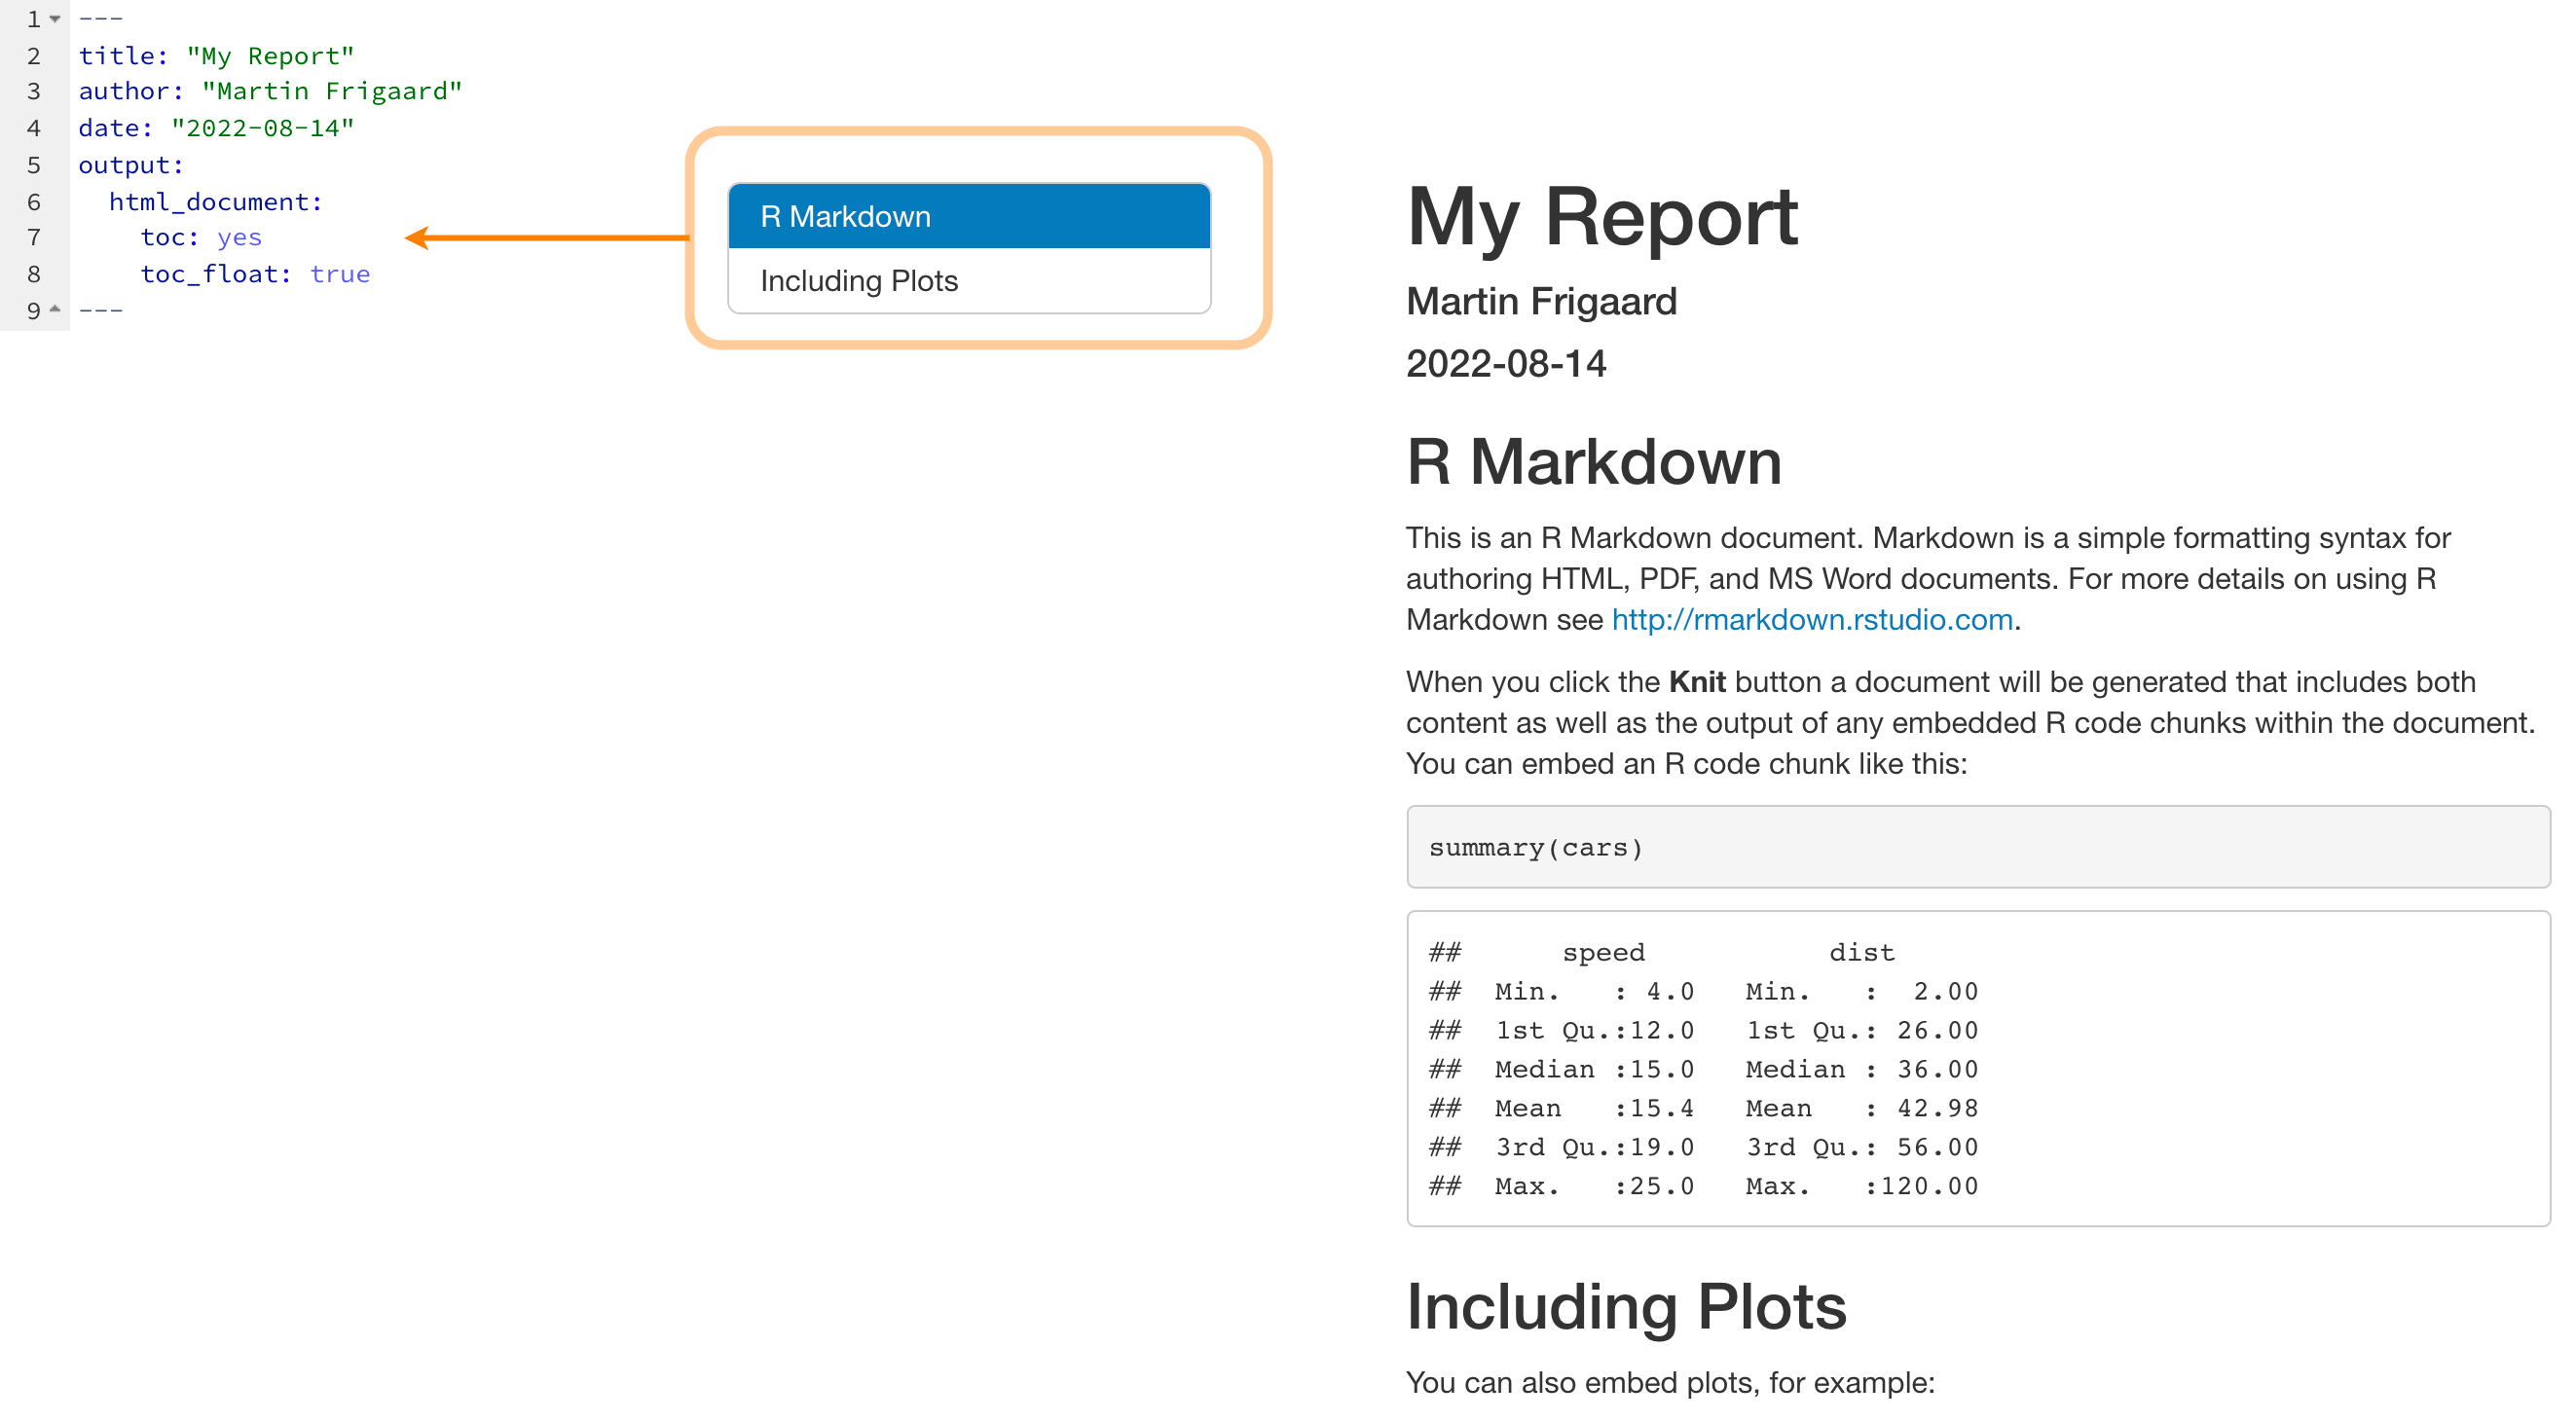 1 ---
2 title: "My Report"
3 author: "Martin Frigaard"
4 date: "2022-08-14"
5 output:
6   html_document:
7     toc: yes
8     toc_float: true
9 ---
R Markdown
Including Plots
My Report
Martin Frigaard
2022-08-14
R Markdown
This is an R Markdown document. Markdown is a simple formatting syntax for
authoring HTML, PDF, and MS Word documents. For more details on using R
Markdown see http://rmarkdown.rstudio.com.
When you click the Knit button a document will be generated that includes both
content as well as the output of any embedded R code chunks within the document.
You can embed an R code chunk like this:
summary(cars)
##      speed           dist
##  Min.   : 4.0   Min.   :  2.00
##  1st Qu.:12.0   1st Qu.: 26.00
##  Median :15.0   Median : 36.00
##  Mean   :15.4   Mean   : 42.98
##  3rd Qu.:19.0   3rd Qu.: 56.00
##  Max.   :25.0   Max.   :120.00
Including Plots
You can also embed plots, for example: